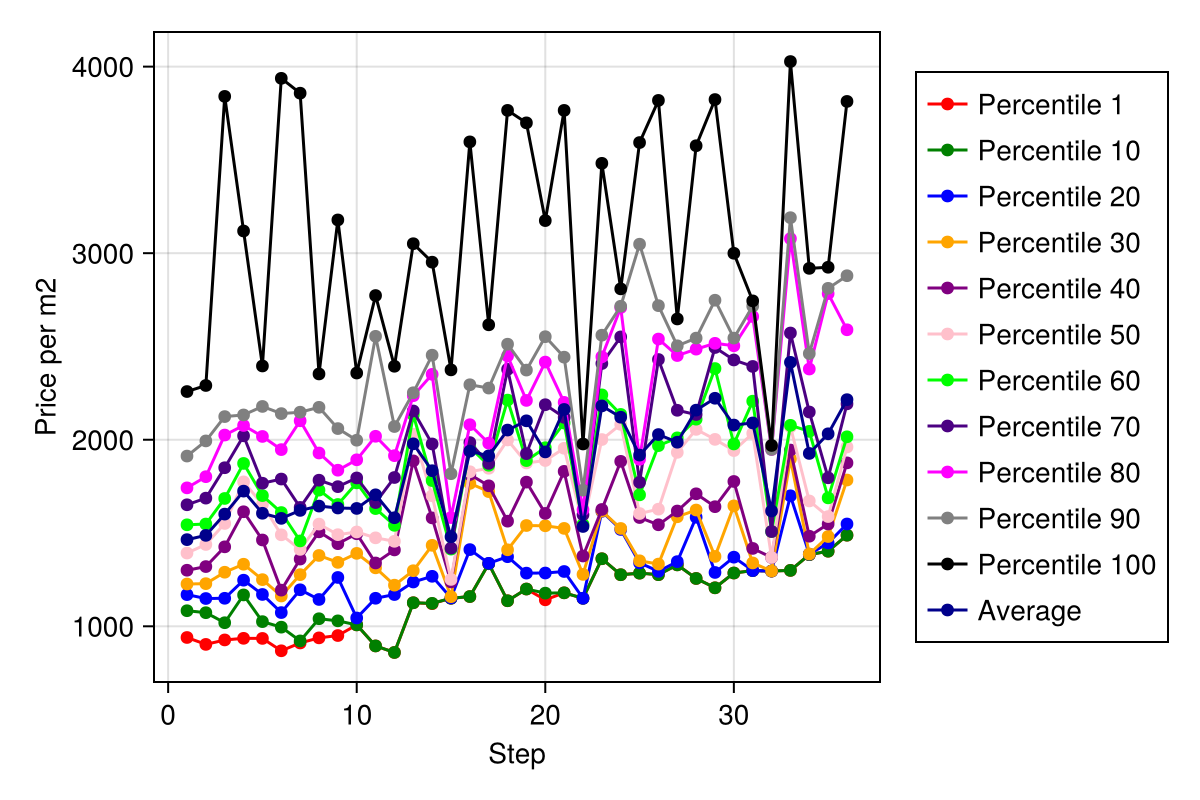 4000
3000
2000
1000
Price per m2
0 10 20 30
Step
Percentile 1
Percentile 10
Percentile 20
Percentile 30
Percentile 40
Percentile 50
Percentile 60
Percentile 70
Percentile 80
Percentile 90
Percentile 100
Average